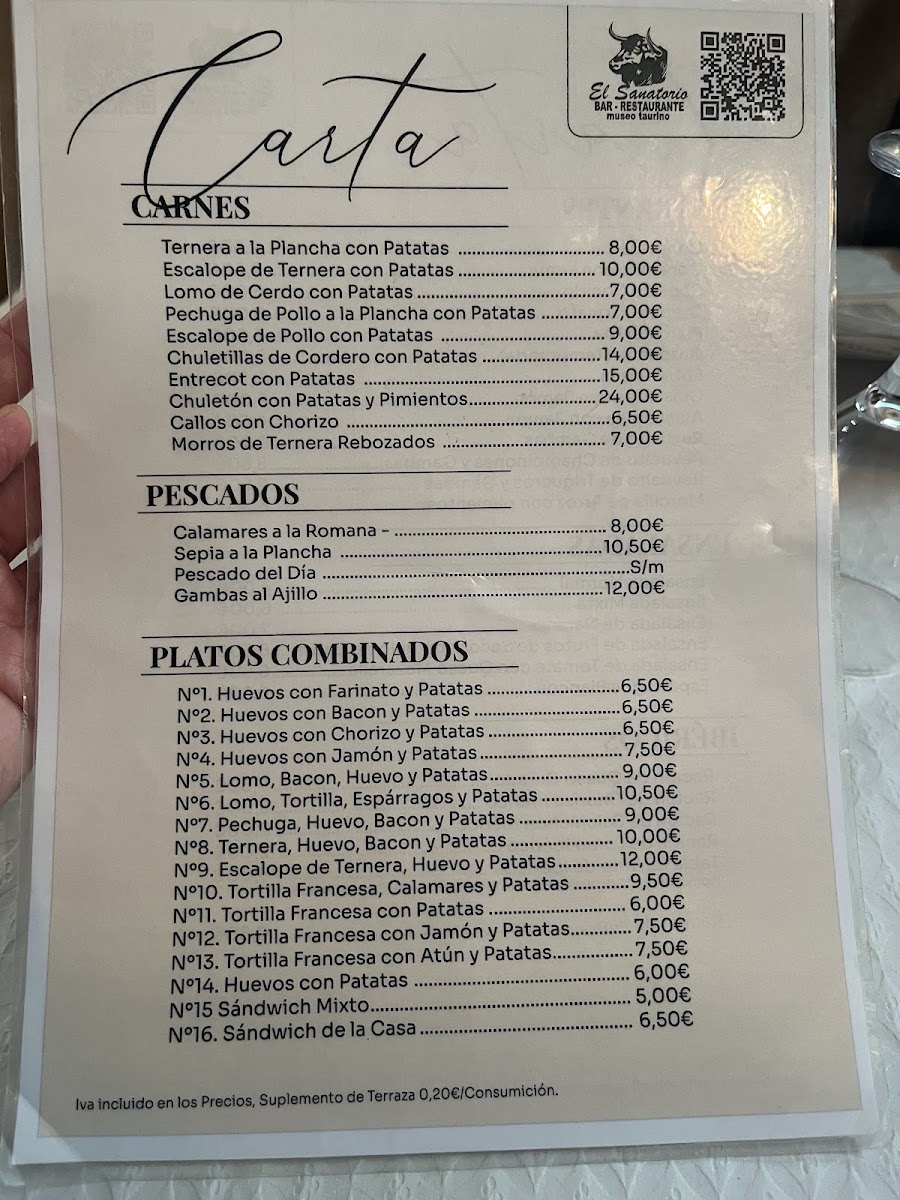 Carta
El Sanatorio
BAR - RESTAURANTE
museo taurino
CARNES
Ternera a la Plancha con Patatas ................................ 8,00€
Escalope de Ternera con Patatas .............................. 10,00€
Lomo de Cerdo con Patatas .........................................7,00€
Pechuga de Pollo a la Plancha con Patatas ..............7,00€
Escalope de Pollo con Patatas .................................... 9,00€
Chuletillas de Cordero con Patatas .........................14,00€
Entrecot con Patatas ..................................................15,00€
Chuletón con Patatas y Pimientos............................ 24,00€
Callos con Chorizo ........................................................6,50€
Morros de Ternera Rebozados ................................... 7,00€
PESCADOS
Calamares a la Romana - ............................................. 8,00€
Sepia a la Plancha .......................................................10,50€
Pescado del Día .................................................................S/m
Gambas al Ajillo ...........................................................12,00€
PLATOS COMBINADOS
Nº1. Huevos con Farinato y Patatas ...........................6,50€
Nº2. Huevos con Bacon y Patatas ..............................6,50€
Nº3. Huevos con Chorizo y Patatas ...........................6,50€
Nº4. Huevos con Jamón y Patatas..............................7,50€
Nº5. Lomo, Bacon, Huevo y Patatas........................... 9,00€
Nº6. Lomo, Tortilla, Espárragos y Patatas ...............10,50€
Nº7. Pechuga, Huevo, Bacon y Patatas ..................... 9,00€
Nº8. Ternera, Huevo, Bacon y Patatas ..................... 10,00€
Nº9. Escalope de Ternera, Huevo y Patatas............12,00€
Nº10. Tortilla Francesa, Calamares y Patatas ...........9,50€
Nº11. Tortilla Francesa con Patatas ............................ 6,00€
Nº12. Tortilla Francesa con Jamón y Patatas............7,50€
Nº13. Tortilla Francesa con Atún y Patatas................7,50€
Nº14. Huevos con Patatas ............................................ 6,00€
Nº15 Sándwich Mixto..................................................... 5,00€
Nº16. Sándwich de la Casa ........................................... 6,50€
Iva incluido en los Precios, Suplemento de Terraza 0,20€/Consumición.